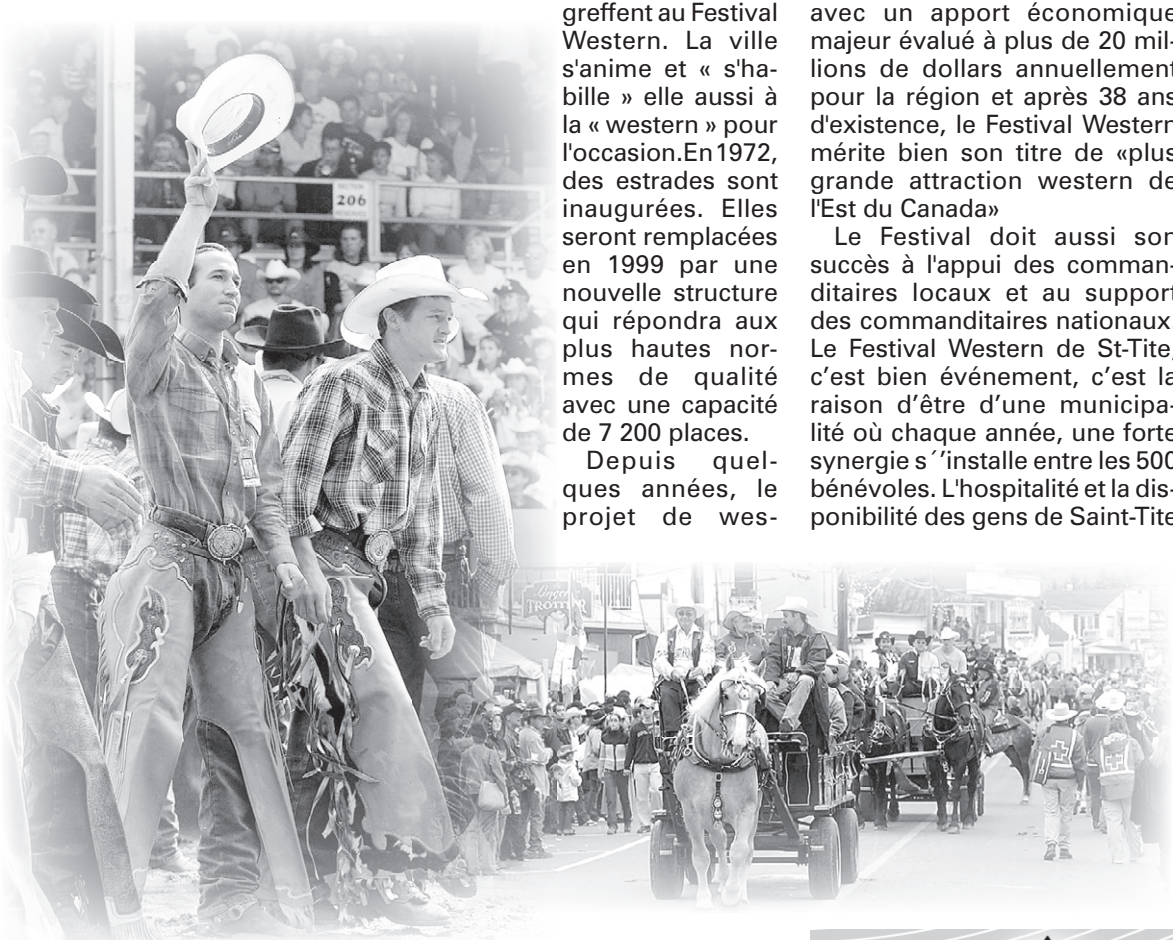 greffent au Festival
Western. La ville
s'anime et « s'ha-
bille » elle aussi à
la « western » pour
l'occasion.En 1972,
des estrades sont
inaugurées. Elles
seront remplacées
en 1999 par une
nouvelle structure
qui répondra aux
plus hautes nor-
mes de qualité
avec une capacité
de 7 200 places.
Depuis quel-
ques années, le
projet de wes-
avec un apport économique
majeur évalué à plus de 20 mil-
lions de dollars annuellement
pour la région et après 38 ans
d'existence, le Festival Western
mérite bien son titre de «plus
grande attraction western de
l'Est du Canada»
Le Festival doit aussi son
succès à l'appui des comman-
ditaires locaux et au support
des commanditaires nationaux
Le Festival Western de St-Tite,
c’est bien événement, c’est la
raison d’être d’une municipa-
lité où chaque année, une forte
synergie s´’installe entre les 500
bénévoles. L'hospitalité et la dis-
ponibilité des gens de Saint-Tite
SECTION
206
TROTTIER